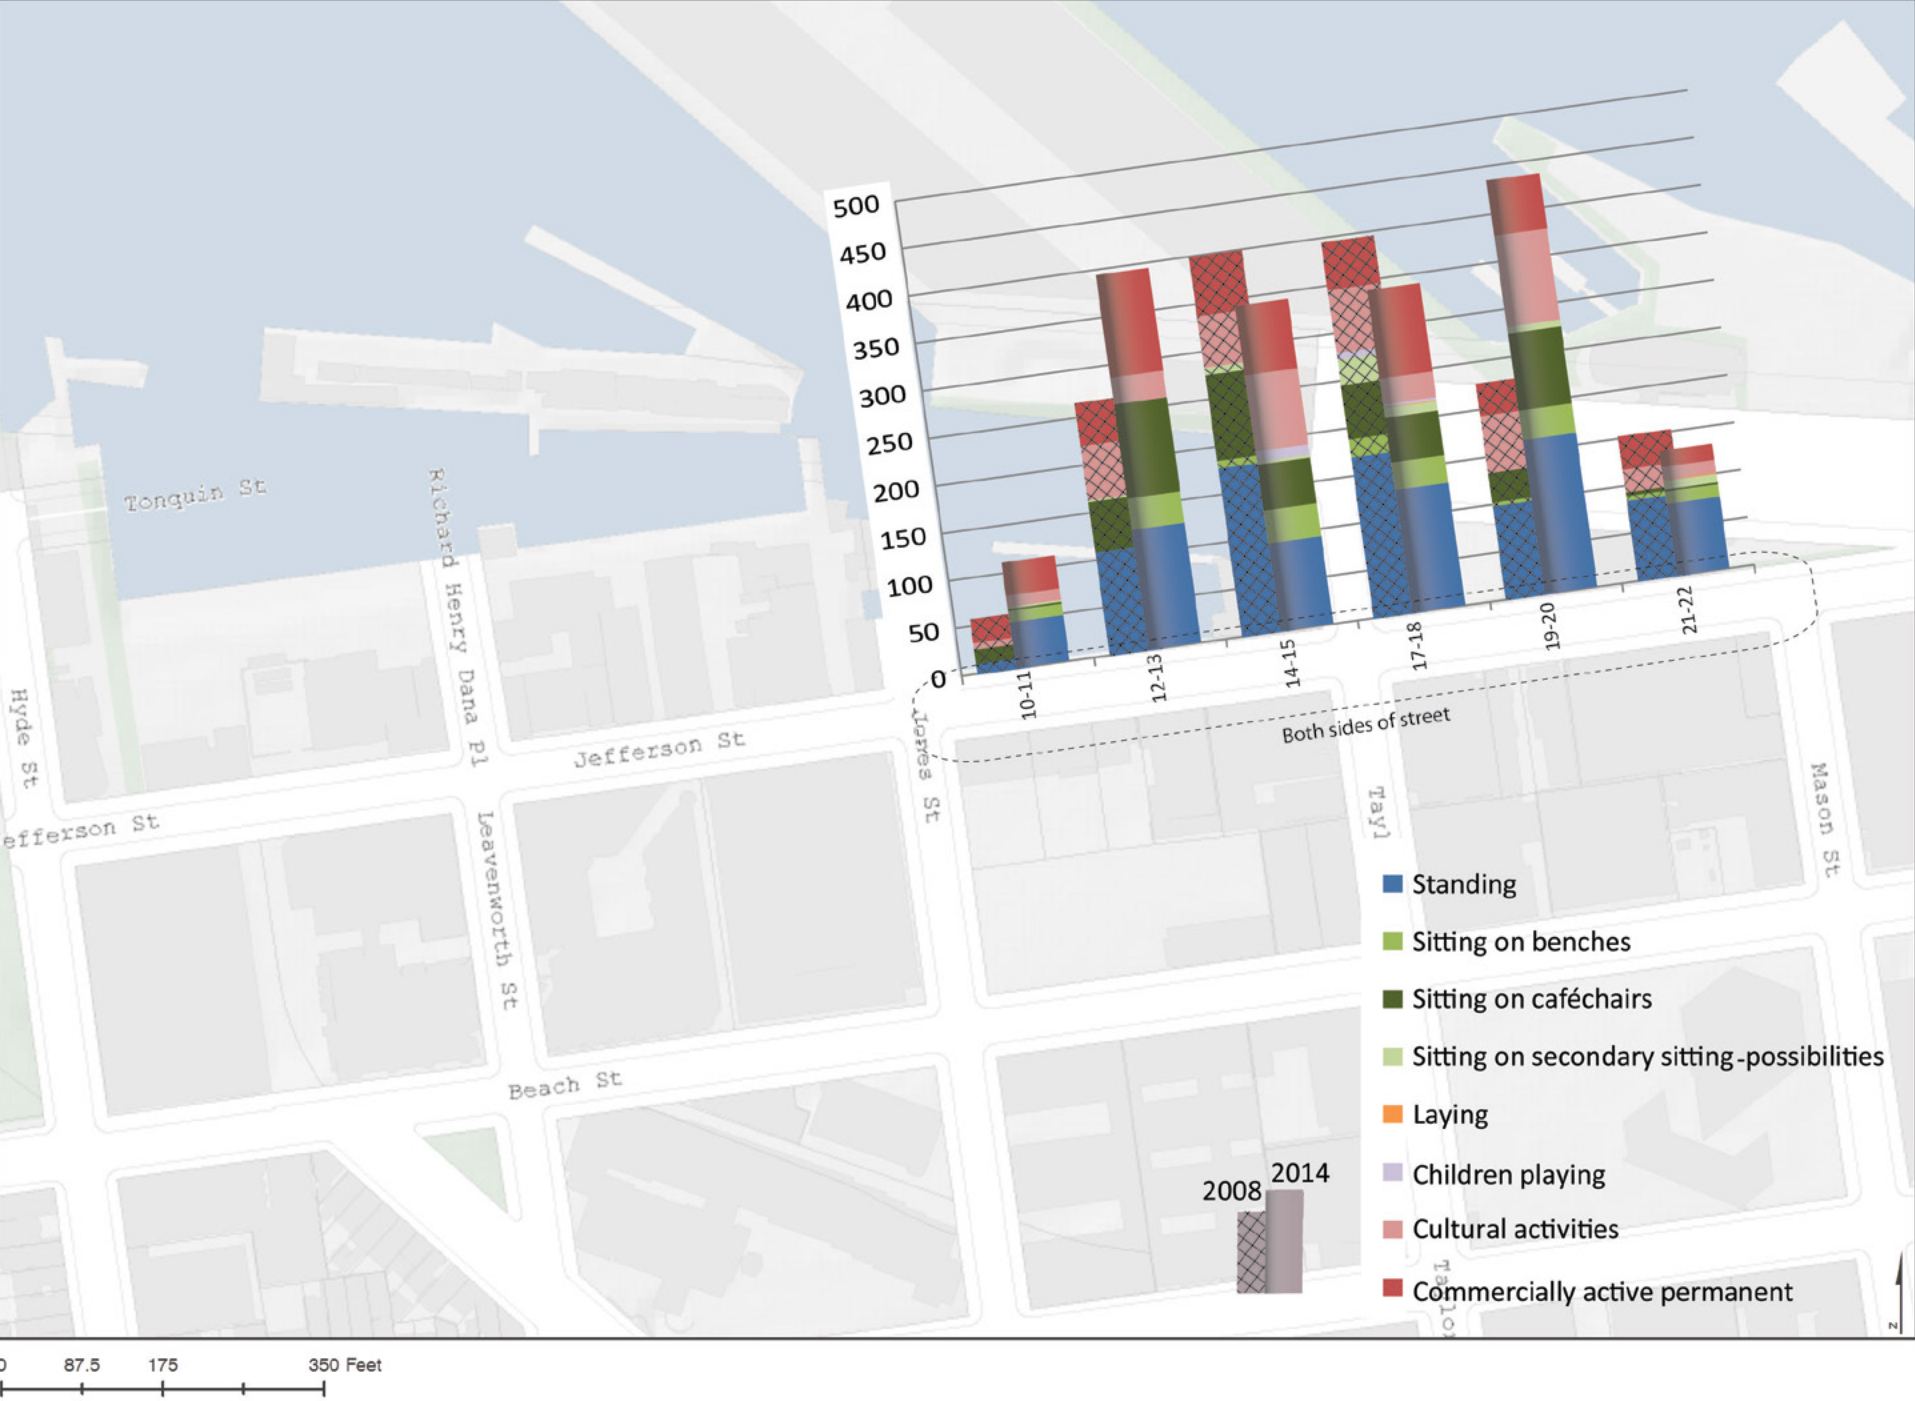 500
450
400
350
300
250
200
150
100
50
0
10-11
12-13
14-15
17-18
19-20
21-22
Both sides of street
Tonquin St
Richard Henry Dana Pl
Hyde St
Jefferson St
efferson St
Jones St
Leavenworth St
Tayl
Mason St
Beach St
Standing
Sitting on benches
Sitting on caféchairs
Sitting on secondary sitting-possibilities
Laying
Children playing
Cultural activities
Commercially active permanent
2008
2014
Taylor
N
0
87.5
175
350 Feet